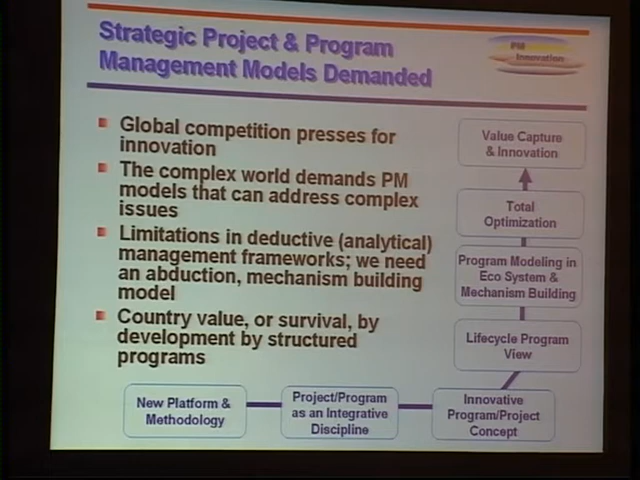 Strategic Project & Program
Management Models Demanded
PM
Innovation
Global competition presses for
innovation
The complex world demands PM
models that can address complex
issues
Limitations in deductive (analytical)
management frameworks; we need
an abduction, mechanism building
model
Country value, or survival, by
development by structured
programs
Value Capture
& Innovation
Total
Optimization
Program Modeling in
Eco System &
Mechanism Building
Lifecycle Program
View
New Platform &
Methodology
Project/Program
as an Integrative
Discipline
Innovative
Program/Project
Concept